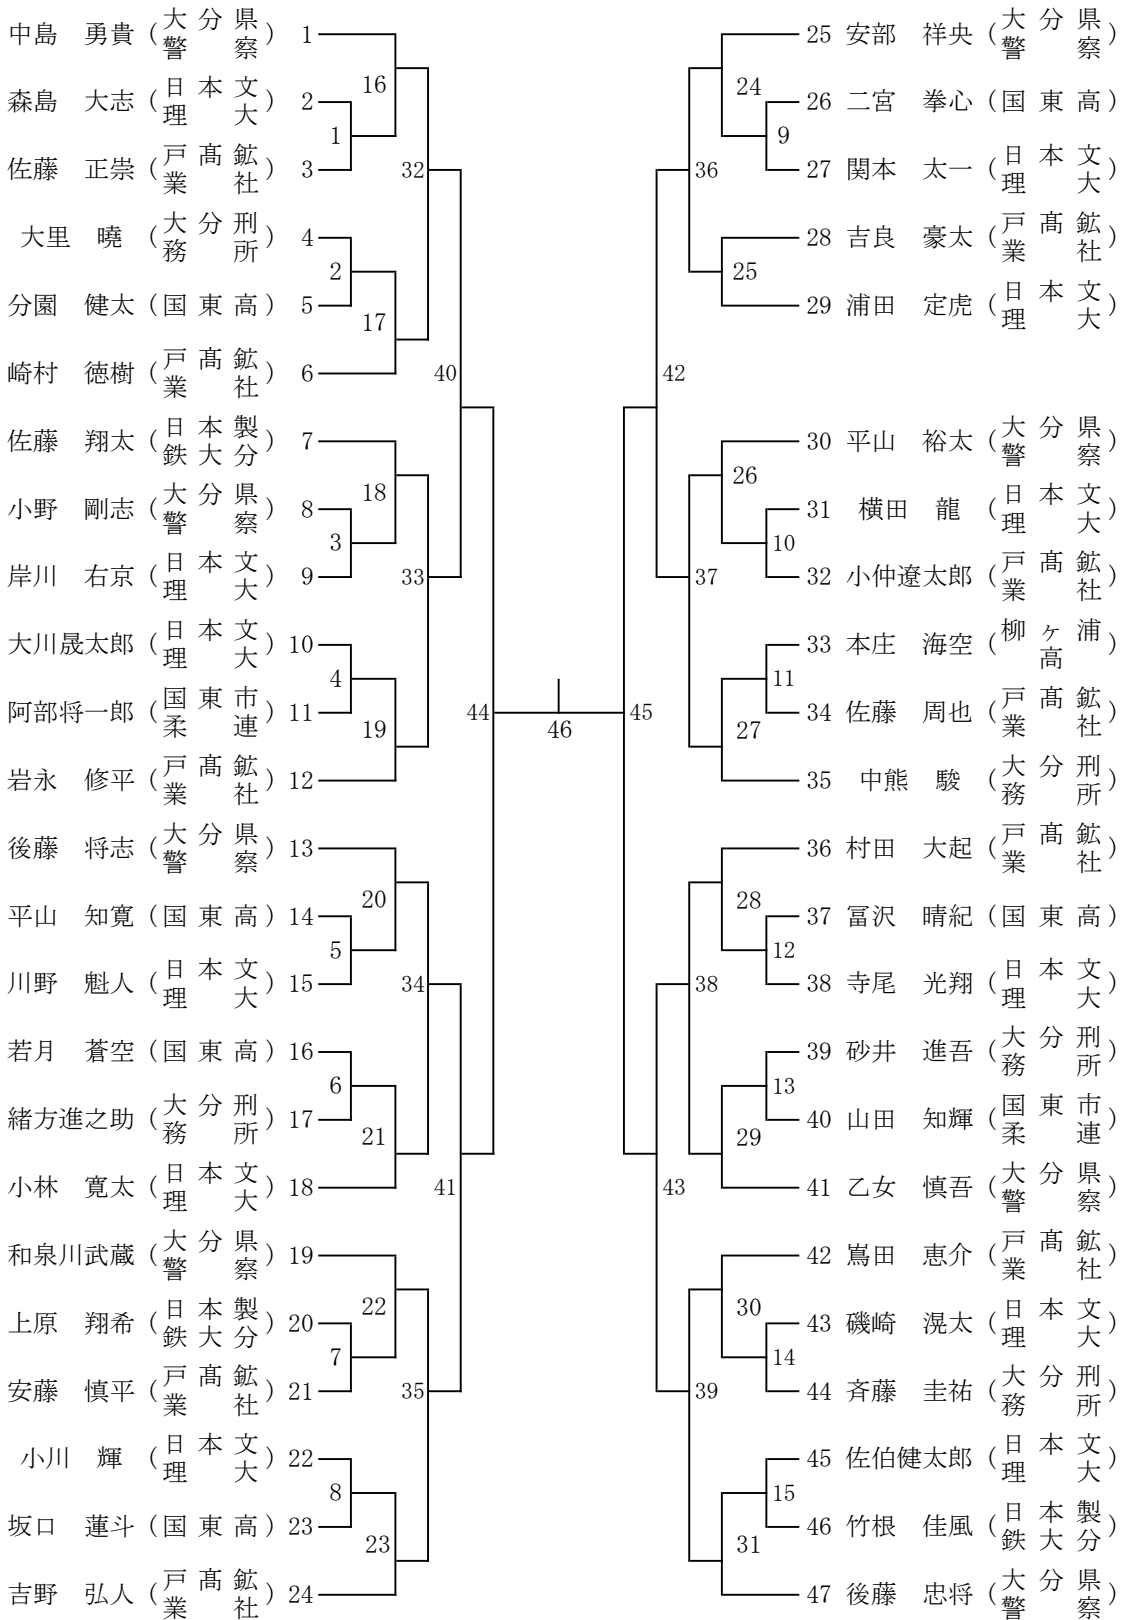 中島 勇貴（大分県警察） 1
森島 大志（日本文理大） 2
佐藤 正崇（戸髙鉱業社） 3
大里 曉（大分刑務所） 4
分園 健太（国東高） 5
崎村 徳樹（戸髙鉱業社） 6
佐藤 翔太（日本製鉄大分） 7
小野 剛志（大分県警察） 8
岸川 右京（日本文理大） 9
大川晟太郎（日本文理大） 10
阿部将一郎（国東市柔連） 11
岩永 修平（戸髙鉱業社） 12
後藤 将志（大分県警察） 13
平山 知寛（国東高） 14
川野 魁人（日本文理大） 15
若月 蒼空（国東高） 16
緒方進之助（大分刑務所） 17
小林 寛太（日本文理大） 18
和泉川武蔵（大分県警察） 19
上原 翔希（日本製鉄大分） 20
安藤 慎平（戸髙鉱業社） 21
小川 輝（日本文理大） 22
坂口 蓮斗（国東高） 23
吉野 弘人（戸髙鉱業社） 24
1
2
3
4
5
6
7
8
16
17
18
19
20
21
22
23
32
33
34
35
40
41
44
46
45
42
43
36
37
38
39
24
25
26
27
28
29
30
31
9
10
11
12
13
14
15
25 安部 祥央（大分県警察）
26 二宮 拳心（国東高）
27 関本 太一（日本文理大）
28 吉良 豪太（戸髙鉱業社）
29 浦田 定虎（日本文理大）
30 平山 裕太（大分県警察）
31 横田 龍（日本文理大）
32 小仲遼太郎（戸髙鉱業社）
33 本庄 海空（柳ヶ浦高）
34 佐藤 周也（戸髙鉱業社）
35 中熊 駿（大分刑務所）
36 村田 大起（戸髙鉱業社）
37 冨沢 晴紀（国東高）
38 寺尾 光翔（日本文理大）
39 砂井 進吾（大分刑務所）
40 山田 知輝（国東市柔連）
41 乙女 慎吾（大分県警察）
42 嶌田 恵介（戸髙鉱業社）
43 磯崎 滉太（日本文理大）
44 斉藤 圭祐（大分刑務所）
45 佐伯健太郎（日本文理大）
46 竹根 佳風（日本製鉄大分）
47 後藤 忠将（大分県警察）